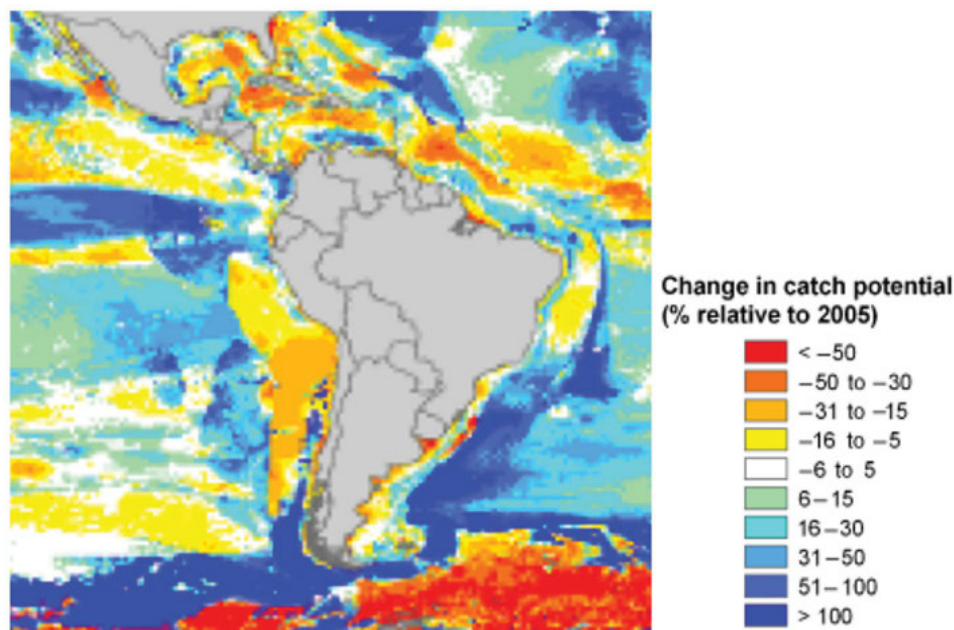 Change in catch potential
(% relative to 2005)
< –50
–50 to –30
–31 to –15
–16 to –5
–6 to 5
6–15
16–30
31–50
51–100
> 100